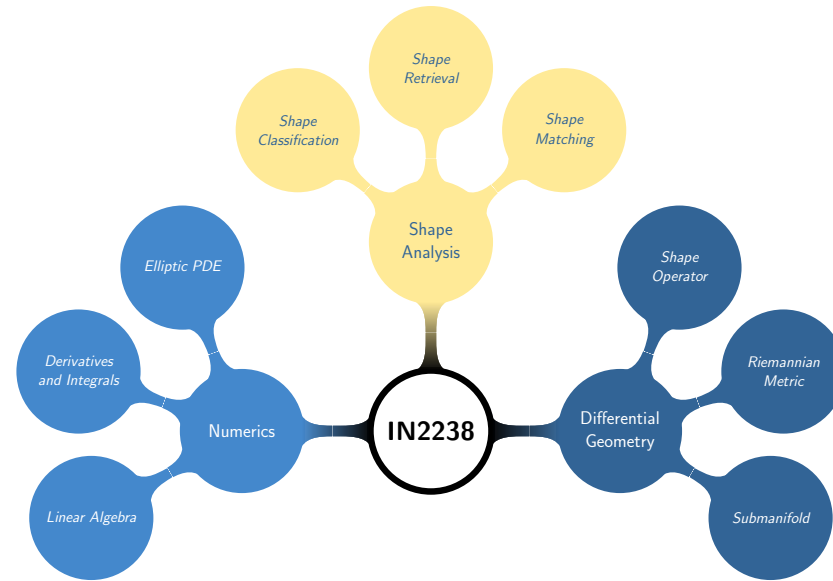 Shape
Retrieval
Shape
Classification
Shape
Matching
Shape
Analysis
Elliptic PDE
Shape
Operator
Derivatives
and Integrals
Riemannian
Metric
Numerics
IN2238
Differential
Geometry
Linear Algebra
Submanifold